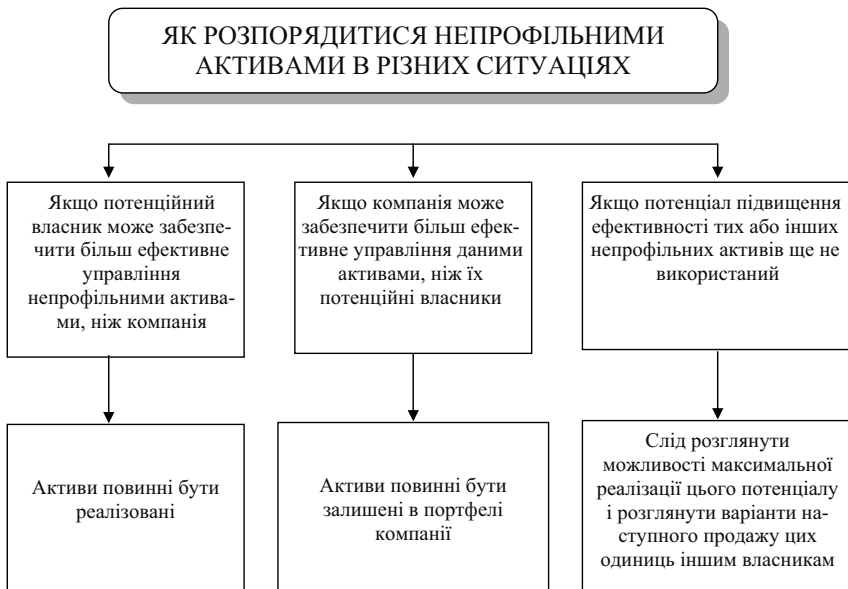 ЯК РОЗПОРЯДИТИСЯ НЕПРОФІЛЬНИМИ
АКТИВАМИ В РІЗНИХ СИТУАЦІЯХ
Якщо потенційний
власник може забезпе-
чити більш ефективне
управління
непрофільними актива-
ми, ніж компанія
Якщо компанія може
забезпечити більш ефек-
тивне управління даними
активами, ніж їх
потенційні власники
Якщо потенціал підвищення
ефективності тих або інших
непрофільних активів ще не
використаний
Активи повинні бути
реалізовані
Активи повинні бути
залишені в портфелі
компанії
Слід розглянути
можливості максимальної
реалізації цього потенціалу
і розглянути варіанти на-
ступного продажу цих
одиниць іншим власникам